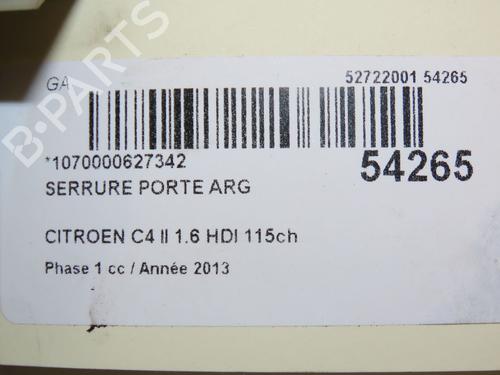 B-PARTS
GA
52722001 54265
*1070000627342
54265
SERRURE PORTE ARG
CITROEN C4 II 1.6 HDI 115ch
Phase 1 cc / Année 2013